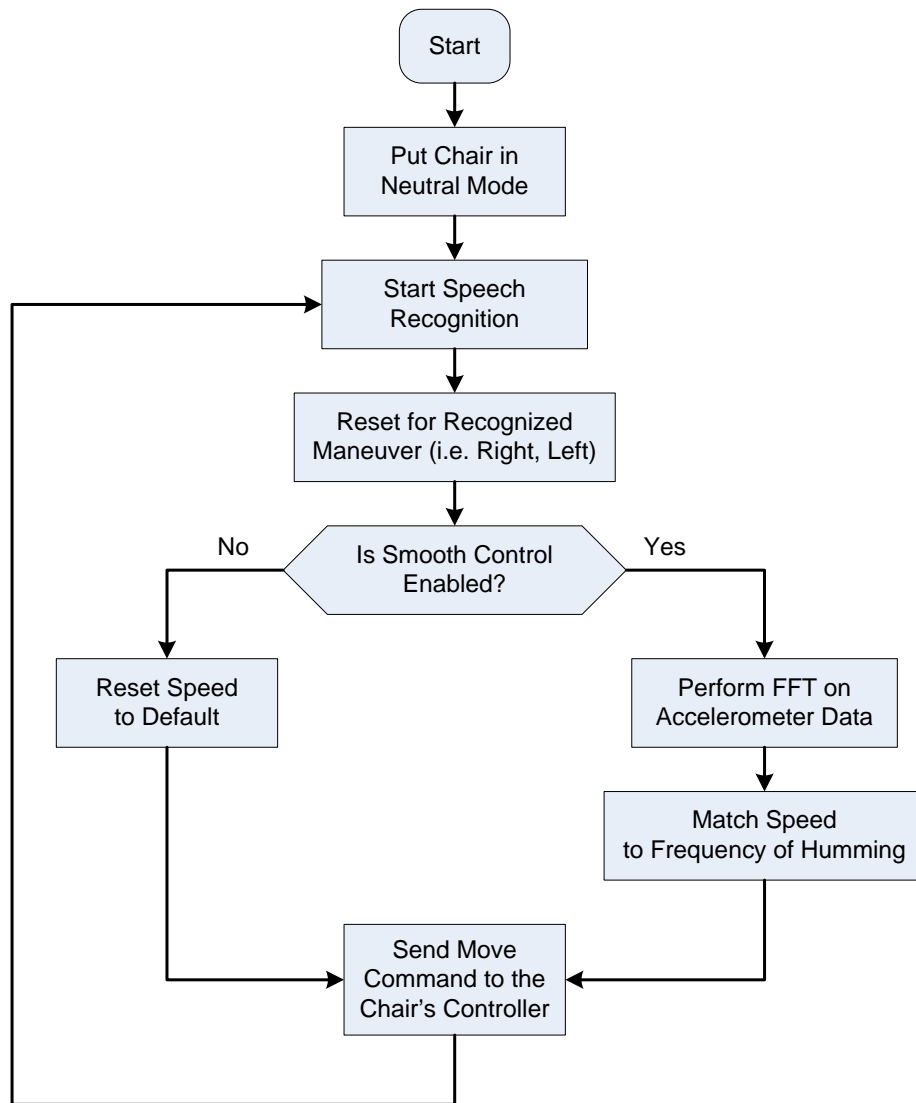 Start
Put Chair in
Neutral Mode
Start Speech
Recognition
Reset for Recognized
Maneuver (i.e. Right, Left)
No
Is Smooth Control
Enabled?
Yes
Reset Speed
to Default
Perform FFT on
Accelerometer Data
Match Speed
to Frequency of Humming
Send Move
Command to the
Chair's Controller